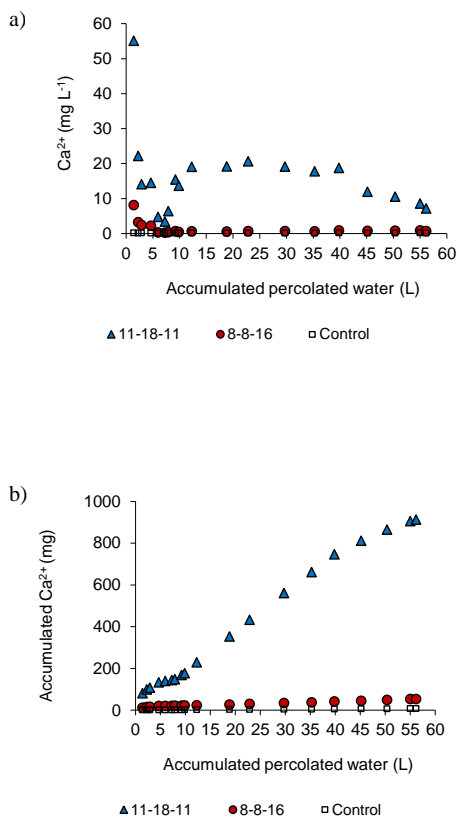 a)
60
50
40
30
20
10
0
Ca²⁺ (mg L⁻¹)
0 5 10 15 20 25 30 35 40 45 50 55 60
Accumulated percolated water (L)
11-18-11 8-8-16 Control
b)
1000
800
600
400
200
0
Accumulated Ca²⁺ (mg)
0 5 10 15 20 25 30 35 40 45 50 55 60
Accumulated percolated water (L)
11-18-11 8-8-16 Control